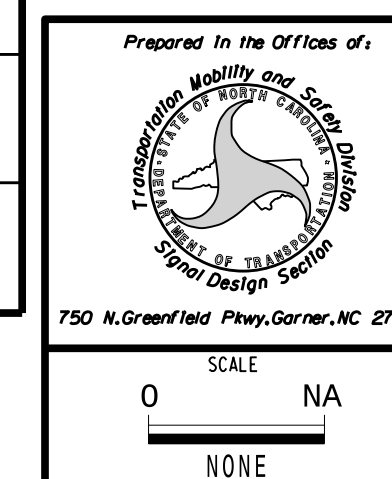 Prepared in the Offices of:
Transportation Mobility and Safety Division
STATE OF NORTH CAROLINA
DEPARTMENT OF TRANSPORTATION
Signal Design Section
750 N.Greenfield Pkwy,Garner,NC 27
SCALE
0 NA
NONE